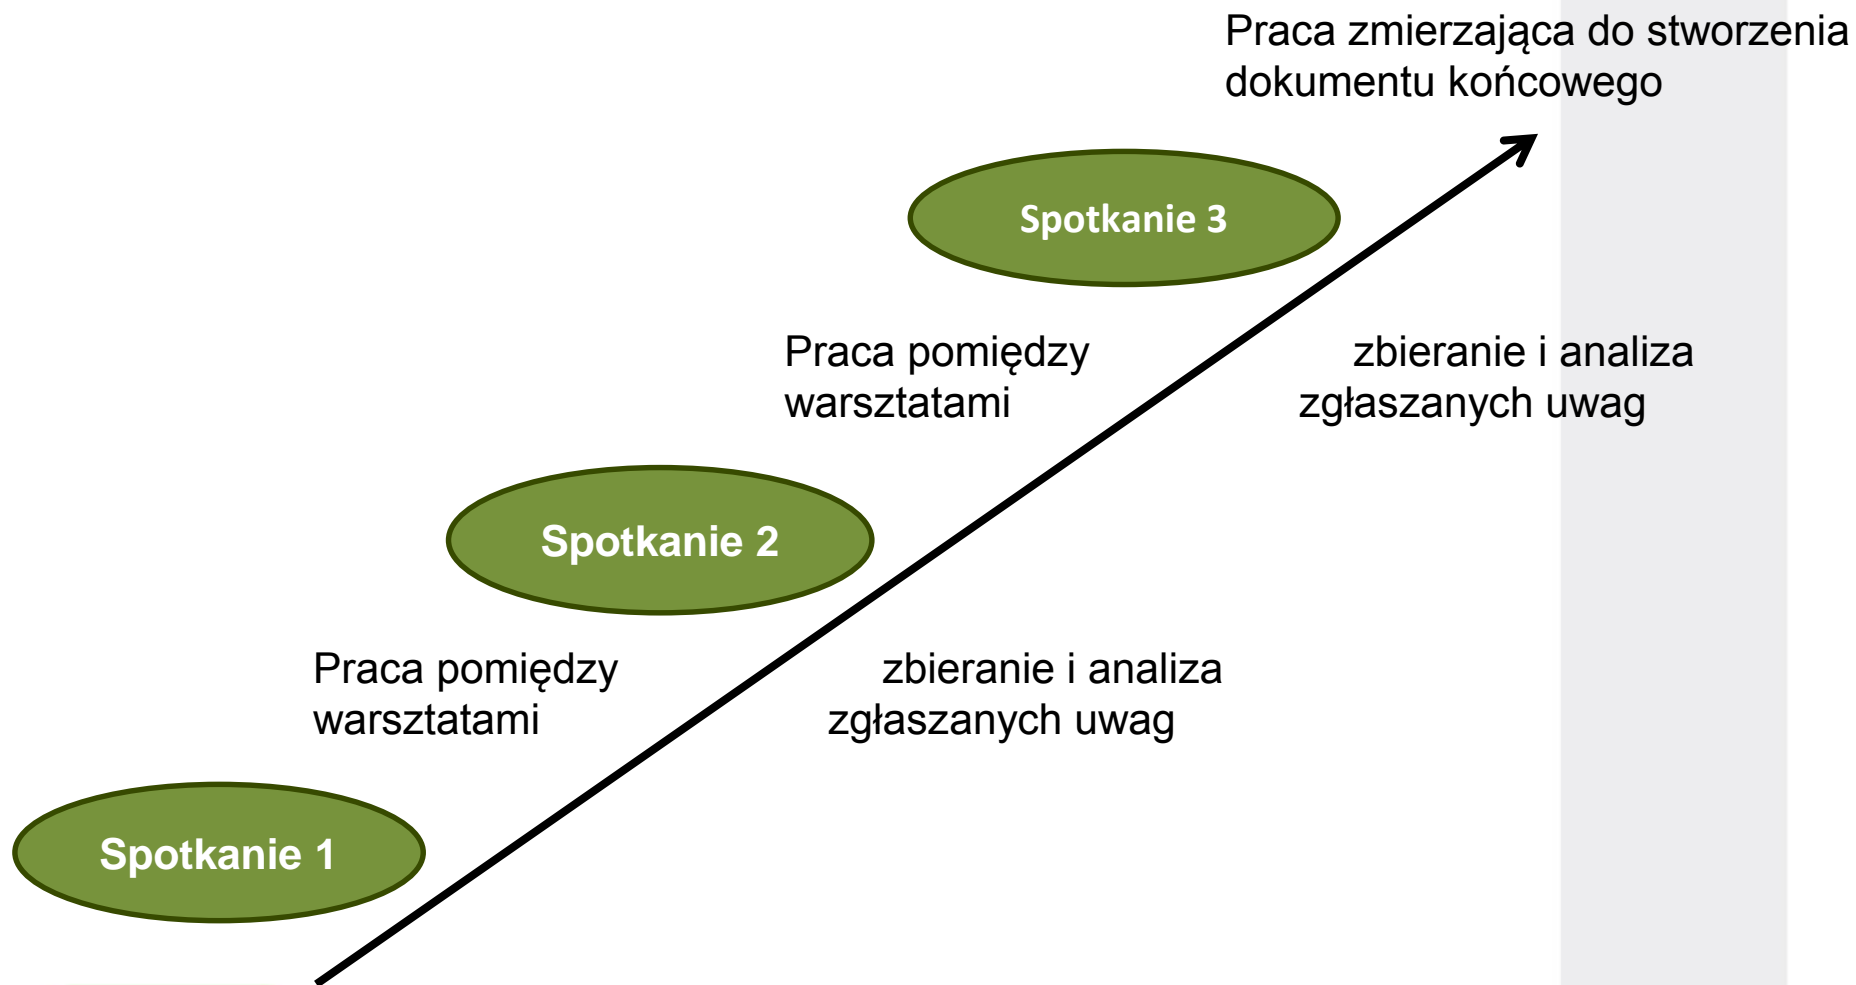 Praca zmierzająca do stworzenia
dokumentu końcowego
Spotkanie 3
Praca pomiędzy
warsztatami
zbieranie i analiza
zgłaszanych uwag
Spotkanie 2
Praca pomiędzy
warsztatami
zbieranie i analiza
zgłaszanych uwag
Spotkanie 1